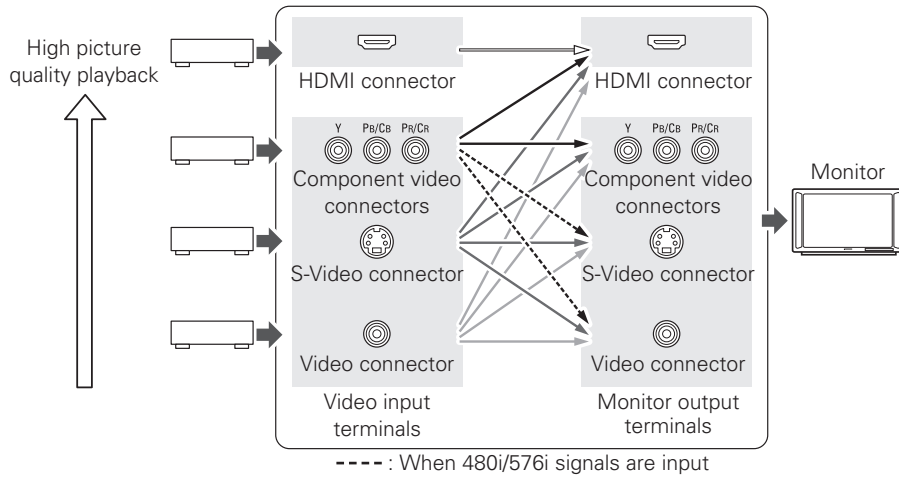 High picture
quality playback
HDMI connector
Y PB/CB PR/CR
Component video
connectors
S-Video connector
Video connector
Video input
terminals
HDMI connector
Y PB/CB PR/CR
Component video
connectors
S-Video connector
Video connector
Monitor output
terminals
Monitor
: When 480i/576i signals are input